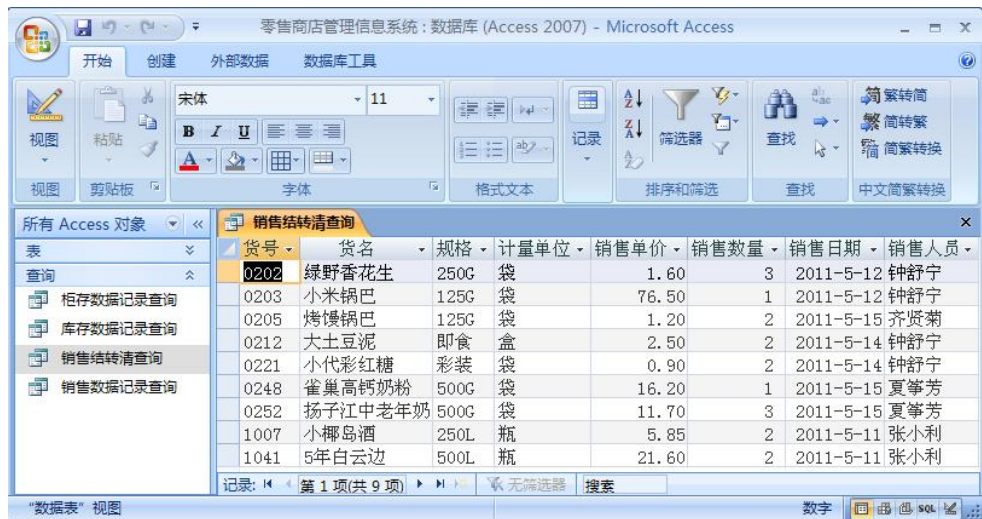 零售商店管理信息系统 : 数据库 (Access 2007) - Microsoft Access
开始 创建 外部数据 数据库工具
视图 粘贴 宋体 11 B I U A 记录 筛选器 查找 繁转简 简转繁 简繁转换
视图 剪贴板 字体 格式文本 排序和筛选 查找 中文简繁转换
所有 Access 对象
表
查询
柜存数据记录查询
库存数据记录查询
销售结转清查询
销售数据记录查询
销售结转清查询
货号 货名 规格 计量单位 销售单价 销售数量 销售日期 销售人员
0202 绿野香花生 250G 袋 1.60 3 2011-5-12 钟舒宁
0203 小米锅巴 125G 袋 76.50 1 2011-5-12 钟舒宁
0205 烤馒锅巴 125G 袋 1.20 2 2011-5-15 齐贤菊
0212 大土豆泥 即食 盒 2.50 2 2011-5-14 钟舒宁
0221 小代彩红糖 彩装 袋 0.90 2 2011-5-14 钟舒宁
0248 雀巢高钙奶粉 500G 袋 16.20 1 2011-5-15 夏筝芳
0252 扬子江中老年奶 500G 袋 11.70 3 2011-5-15 夏筝芳
1007 小椰岛酒 250L 瓶 5.85 2 2011-5-11 张小利
1041 5年白云边 500L 瓶 21.60 2 2011-5-11 张小利
记录: 第 1 项(共 9 项) 无筛选器 搜索
“数据表” 视图 数字 SQL